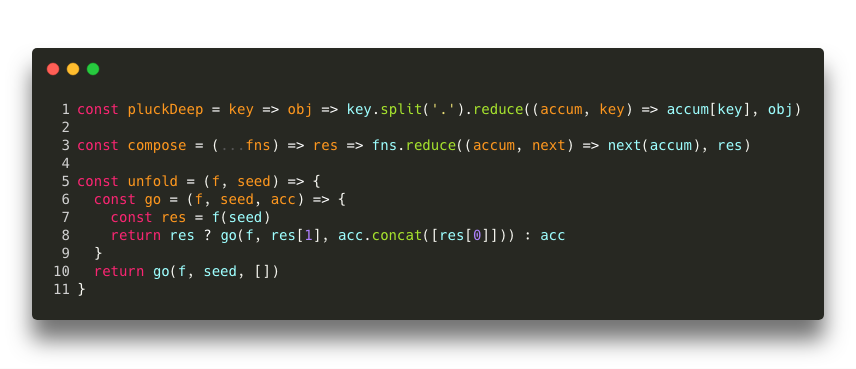 1 const pluckDeep = key => obj => key.split('.').reduce((accum, key) => accum[key], obj)
2
3 const compose = (...fns) => res => fns.reduce((accum, next) => next(accum), res)
4
5 const unfold = (f, seed) => {
6   const go = (f, seed, acc) => {
7     const res = f(seed)
8     return res ? go(f, res[1], acc.concat([res[0]])) : acc
9   }
10   return go(f, seed, [])
11 }